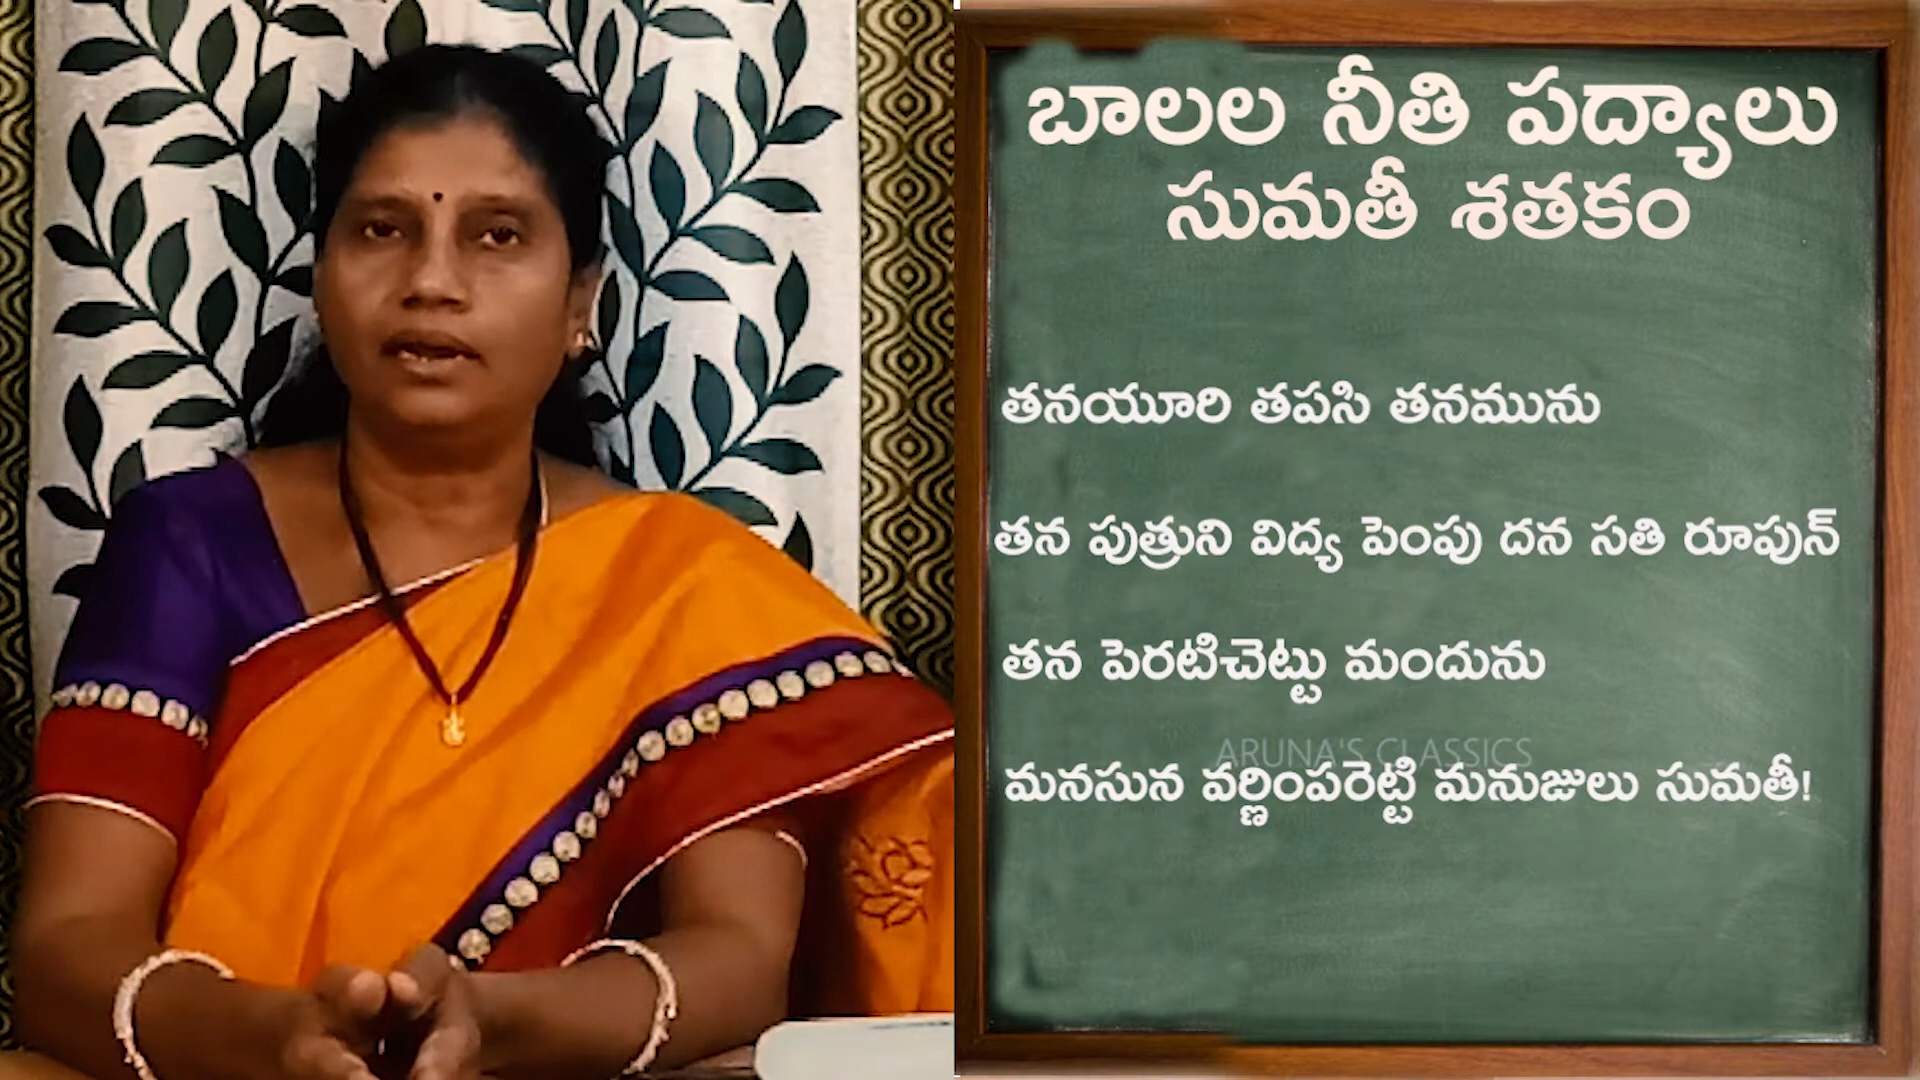 బాలల నీతి పద్యాలు
సుమతీ శతకం
తనయూరి తపసి తనమును
తన పుత్రుని విద్య పెంపు దన సతి రూపున్
తన పెరటిచెట్టు మందును
ARUNA'S CLASSICS
మనసున వర్ణింపరెట్టి మనుజులు సుమతీ!